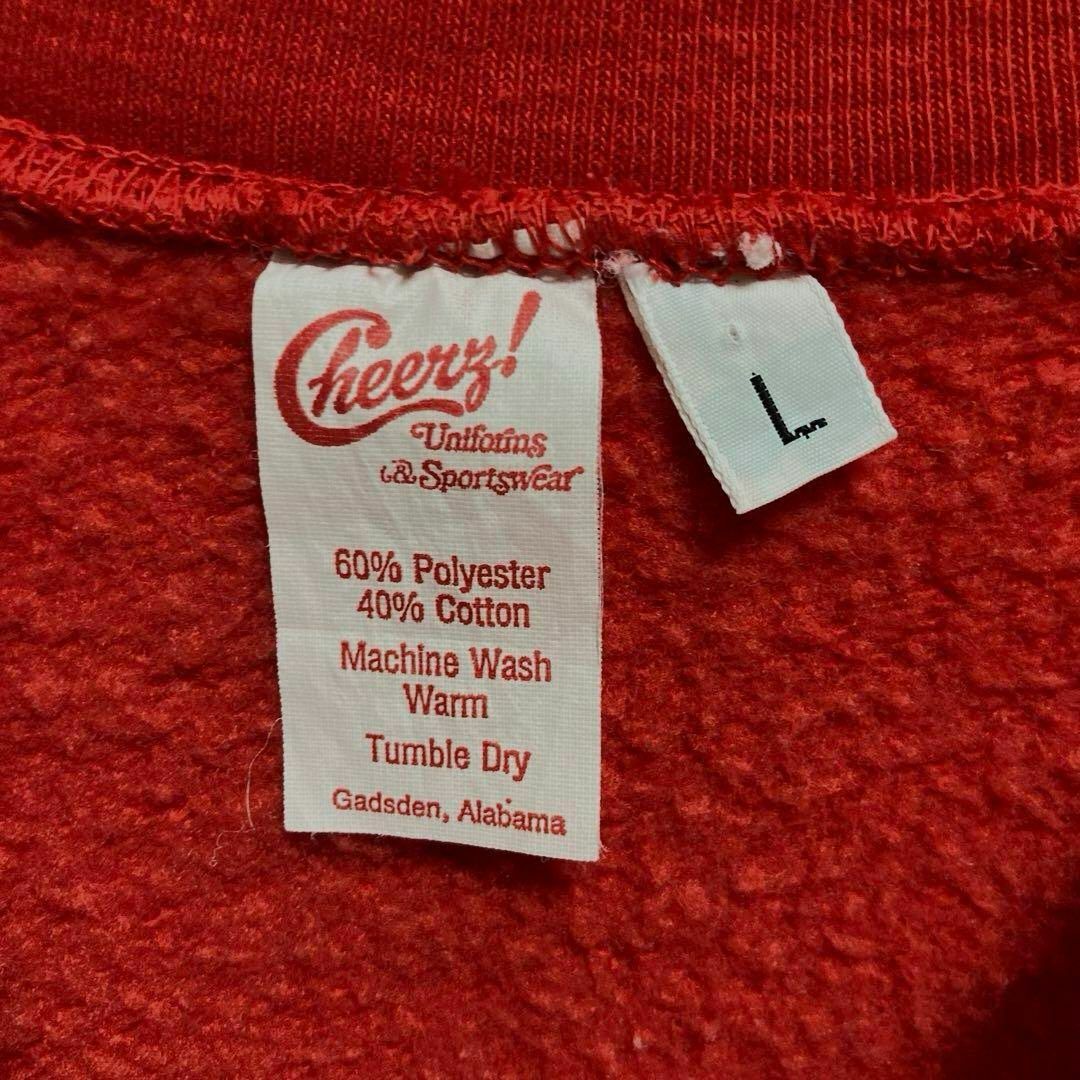 Cheerz!
Uniforms
& Sportswear
60% Polyester
40% Cotton
Machine Wash
Warm
Tumble Dry
Gadsden, Alabama
L